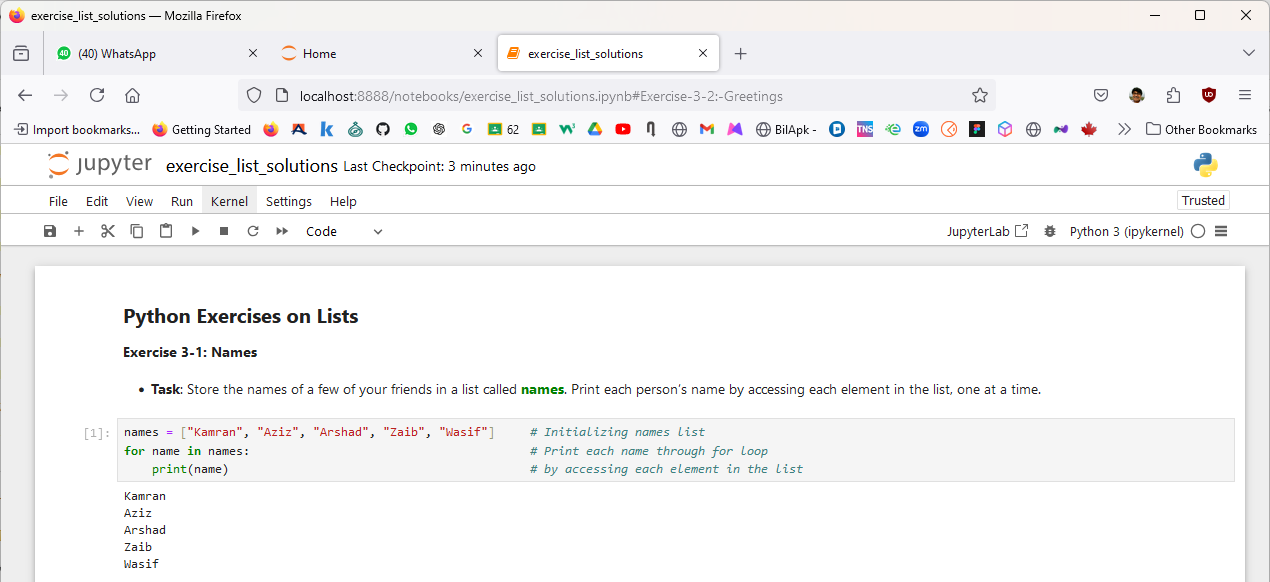 exercise_list_solutions — Mozilla Firefox
40 (40) WhatsApp Home exercise_list_solutions
localhost:8888/notebooks/exercise_list_solutions.ipynb#Exercise-3-2:-Greetings
Import bookmarks... Getting Started 62 BilApk - TNS zm Other Bookmarks
jupyter exercise_list_solutions Last Checkpoint: 3 minutes ago
File Edit View Run Kernel Settings Help Trusted
Code JupyterLab Python 3 (ipykernel)
Python Exercises on Lists
Exercise 3-1: Names
• Task: Store the names of a few of your friends in a list called names. Print each person's name by accessing each element in the list, one at a time.
[1]: names = ["Kamran", "Aziz", "Arshad", "Zaib", "Wasif"] # Initializing names list
for name in names: # Print each name through for loop
print(name) # by accessing each element in the list
Kamran
Aziz
Arshad
Zaib
Wasif